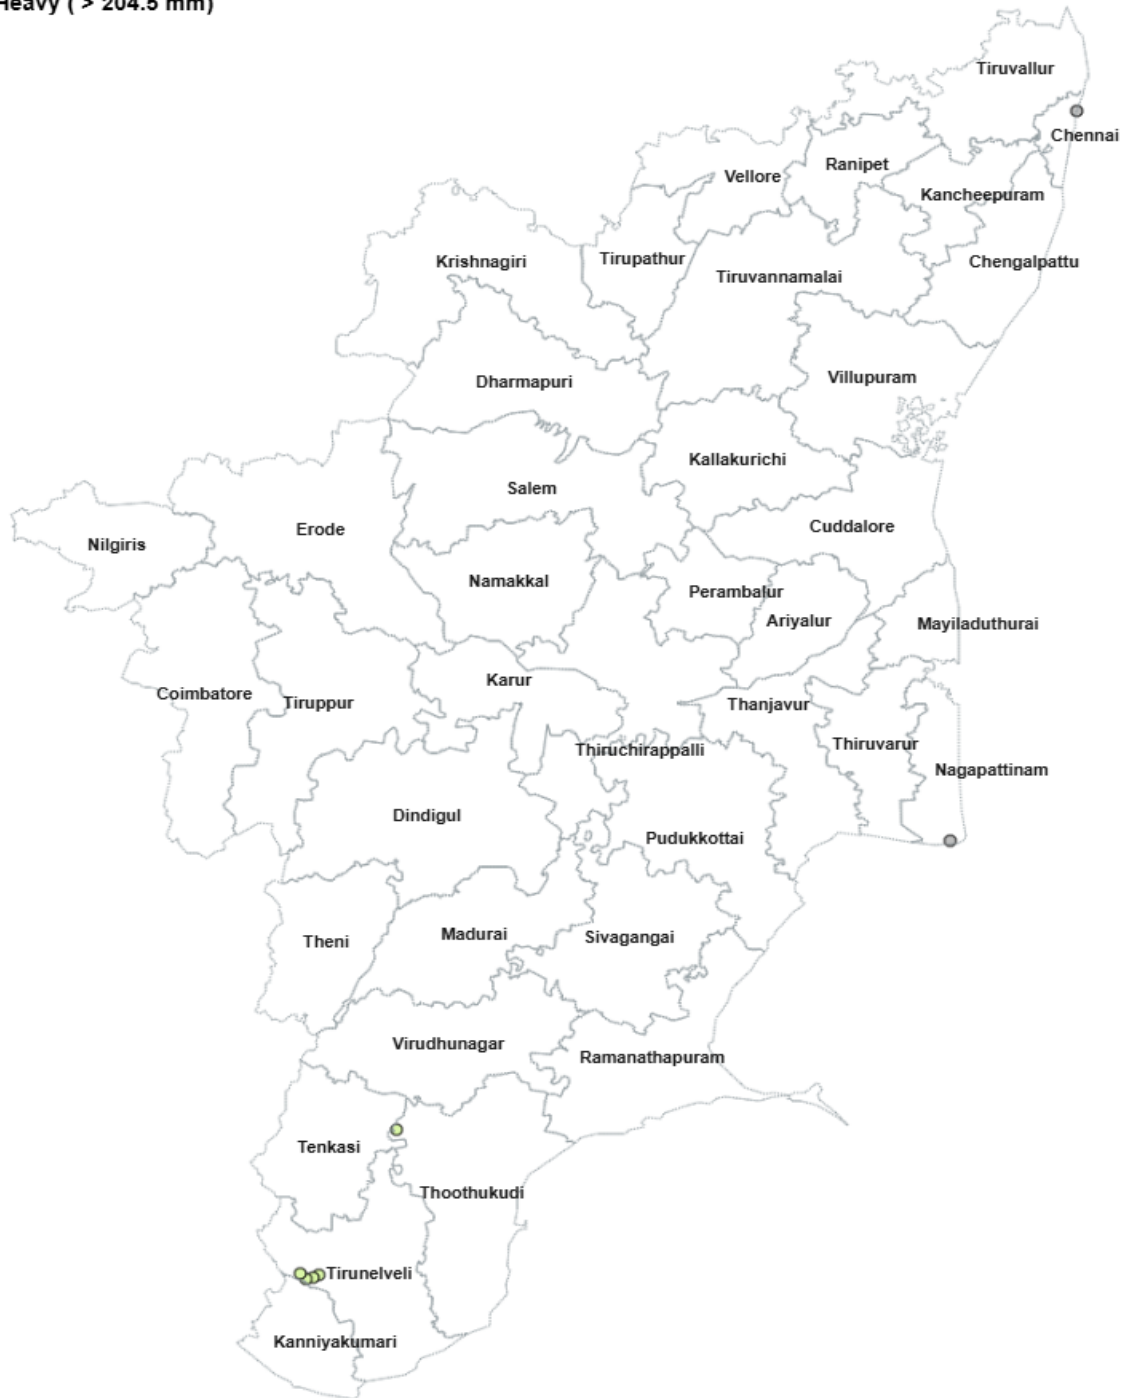 Heavy ( > 204.5 mm)
Tiruvallur
Chennai
Ranipet
Vellore
Kancheepuram
Tirupathur
Krishnagiri
Chengalpattu
Tiruvannamalai
Villupuram
Dharmapuri
Kallakurichi
Salem
Cuddalore
Erode
Nilgiris
Namakkal
Perambalur
Ariyalur
Mayiladuthurai
Karur
Coimbatore
Tiruppur
Thanjavur
Thiruvarur
Thiruchirappalli
Nagapattinam
Dindigul
Pudukkottai
Madurai
Sivagangai
Theni
Virudhunagar
Ramanathapuram
Tenkasi
Thoothukudi
Tirunelveli
Kanniyakumari